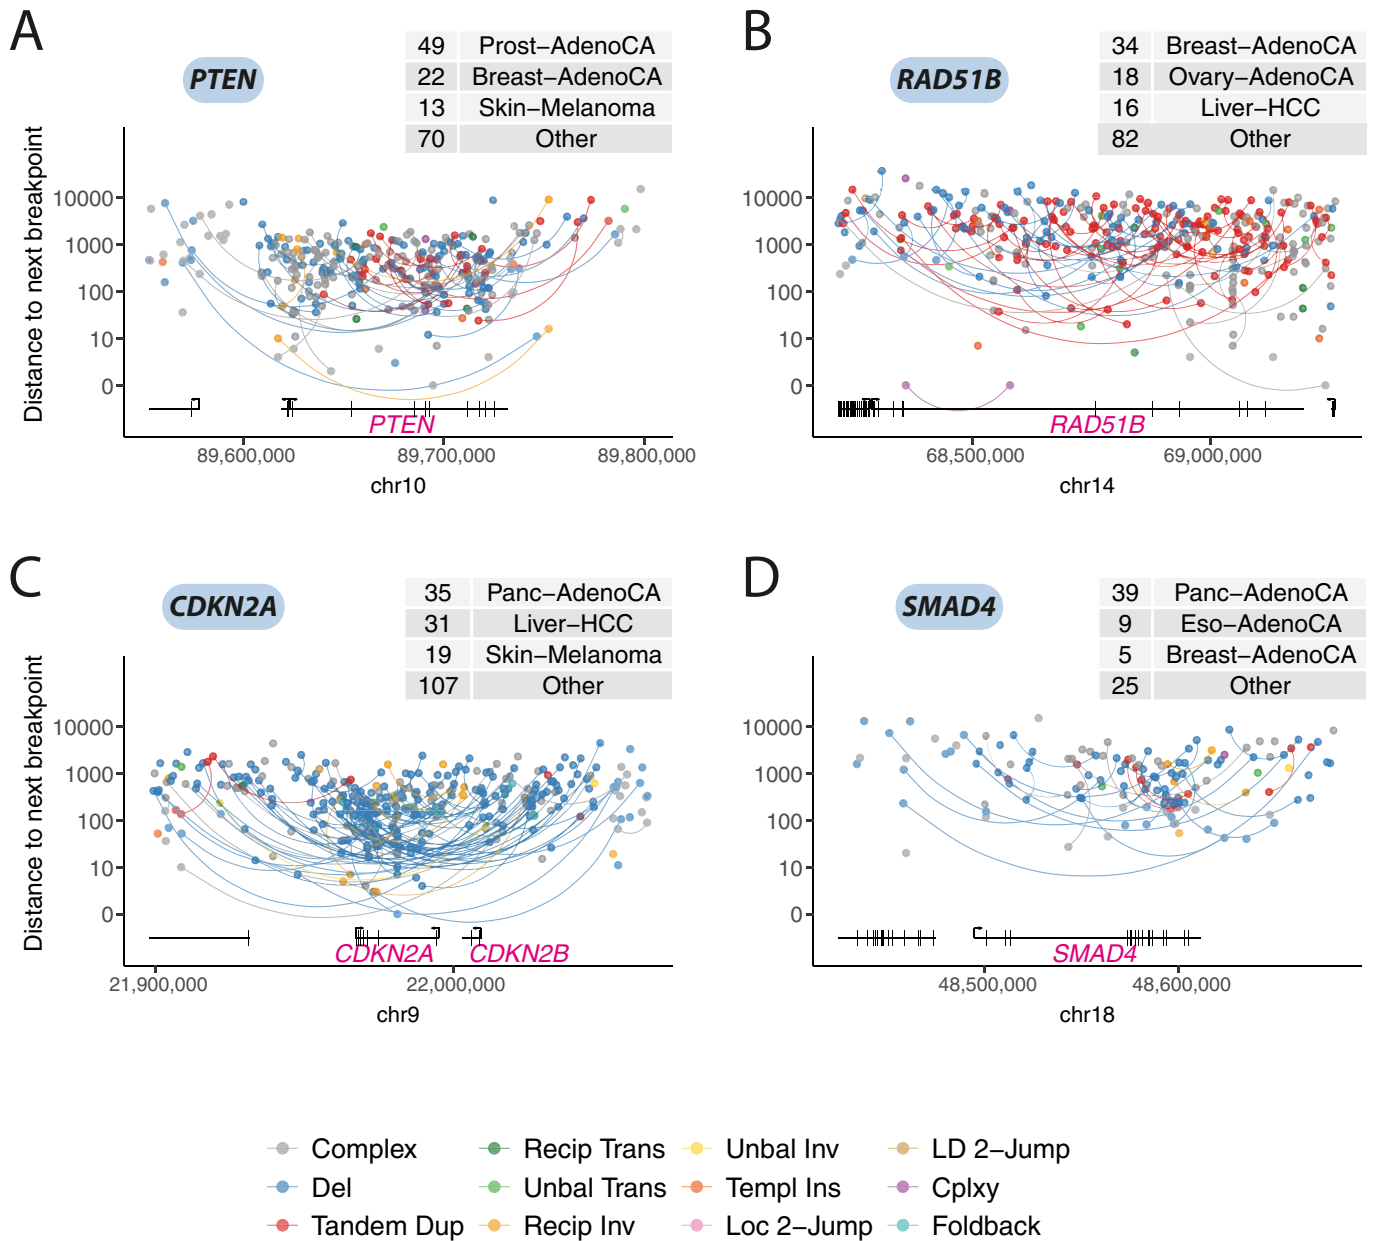 A
PTEN
49 Prost−AdenoCA
22 Breast−AdenoCA
13 Skin−Melanoma
70 Other
Distance to next breakpoint
10000
1000
100
10
0
PTEN
89,600,000 89,700,000 89,800,000
chr10
B
RAD51B
34 Breast−AdenoCA
18 Ovary−AdenoCA
16 Liver−HCC
82 Other
10000
1000
100
10
0
RAD51B
68,500,000 69,000,000
chr14
C
CDKN2A
35 Panc−AdenoCA
31 Liver−HCC
19 Skin−Melanoma
107 Other
Distance to next breakpoint
10000
1000
100
10
0
CDKN2A CDKN2B
21,900,000 22,000,000
chr9
D
SMAD4
39 Panc−AdenoCA
9 Eso−AdenoCA
5 Breast−AdenoCA
25 Other
10000
1000
100
10
0
SMAD4
48,500,000 48,600,000
chr18
Complex Recip Trans Unbal Inv LD 2−Jump
Del Unbal Trans Templ Ins Cplxy
Tandem Dup Recip Inv Loc 2−Jump Foldback